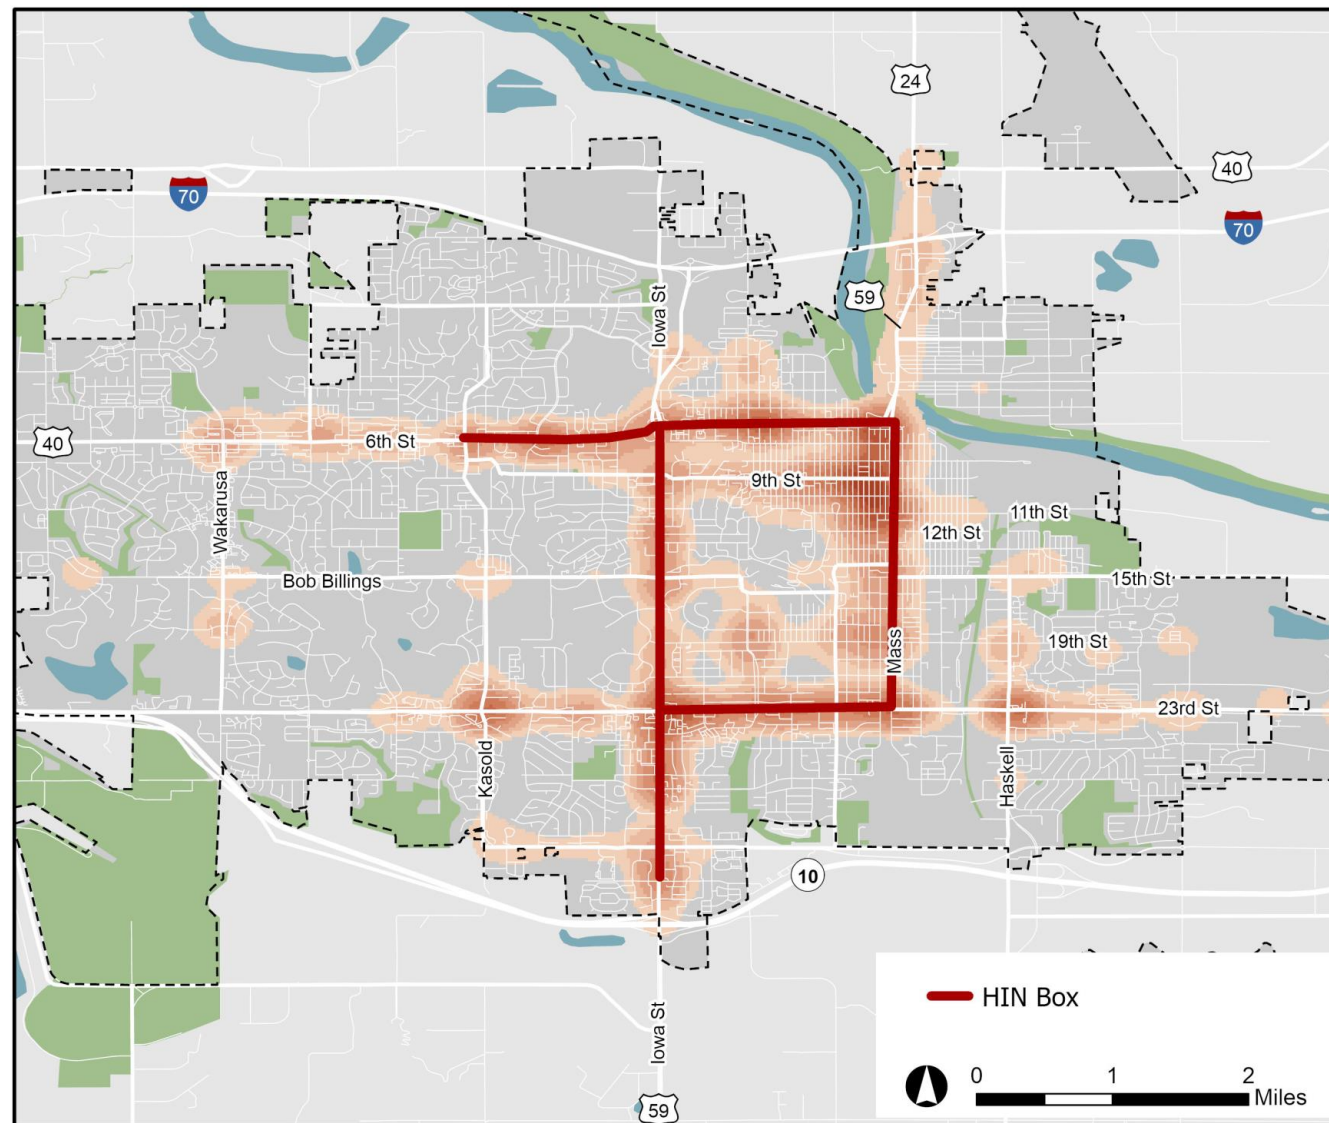 24
40
70
70
59
Iowa St
40
6th St
9th St
Wakarusa
11th St
12th St
Bob Billings
15th St
Mass
19th St
23rd St
Kasold
Haskell
10
HIN Box
Iowa St
0 1 2
Miles
59